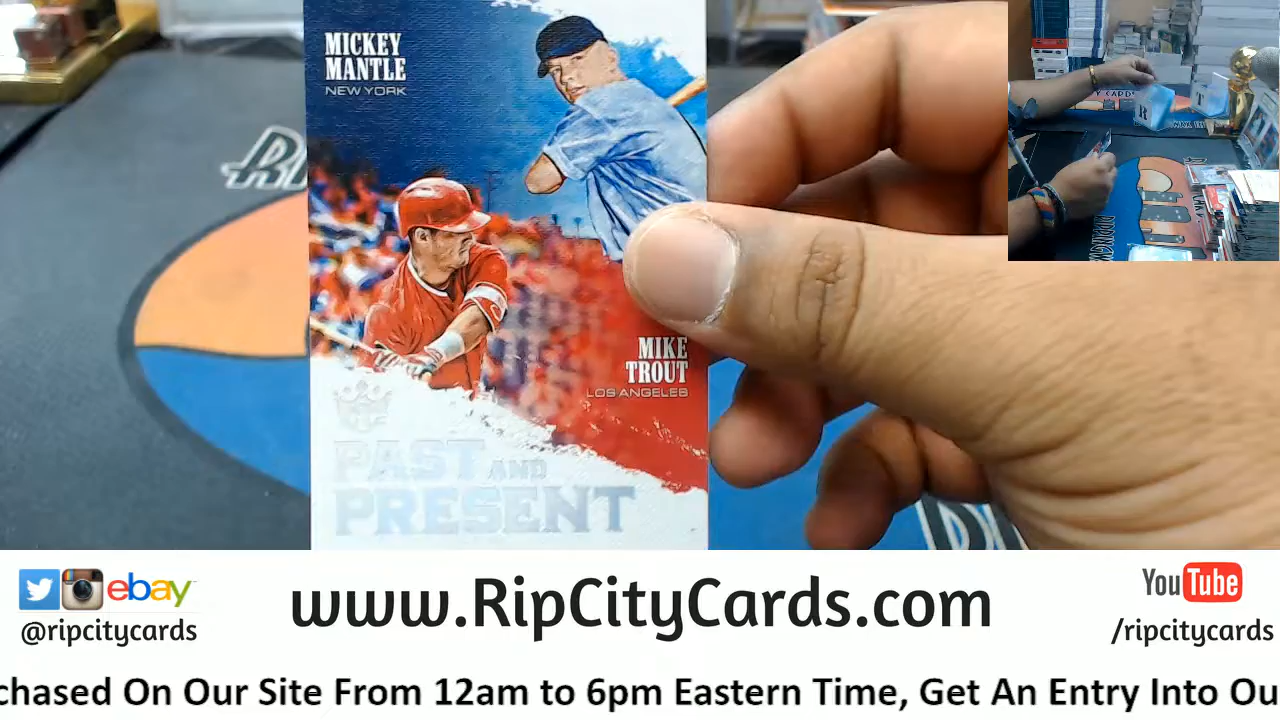 MICKEY
MANTLE
NEW YORK
MIKE
TROUT
LOS ANGELES
PAST AND
PRESENT
ebay
@ripcitycards
www.RipCityCards.com
YouTube
/ripcitycards
chased On Our Site From 12am to 6pm Eastern Time, Get An Entry Into Ou